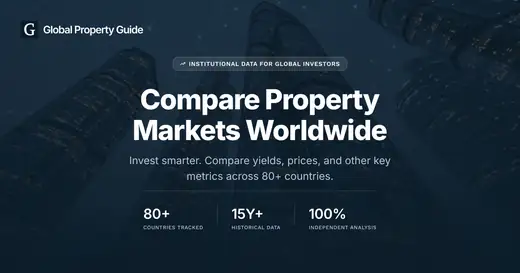 G Global Property Guide
INSTITUTIONAL DATA FOR GLOBAL INVESTORS
Compare Property
Markets Worldwide
Invest smarter. Compare yields, prices, and other key
metrics across 80+ countries.
80+ 15Y+ 100%
COUNTRIES TRACKED HISTORICAL DATA INDEPENDENT ANALYSIS